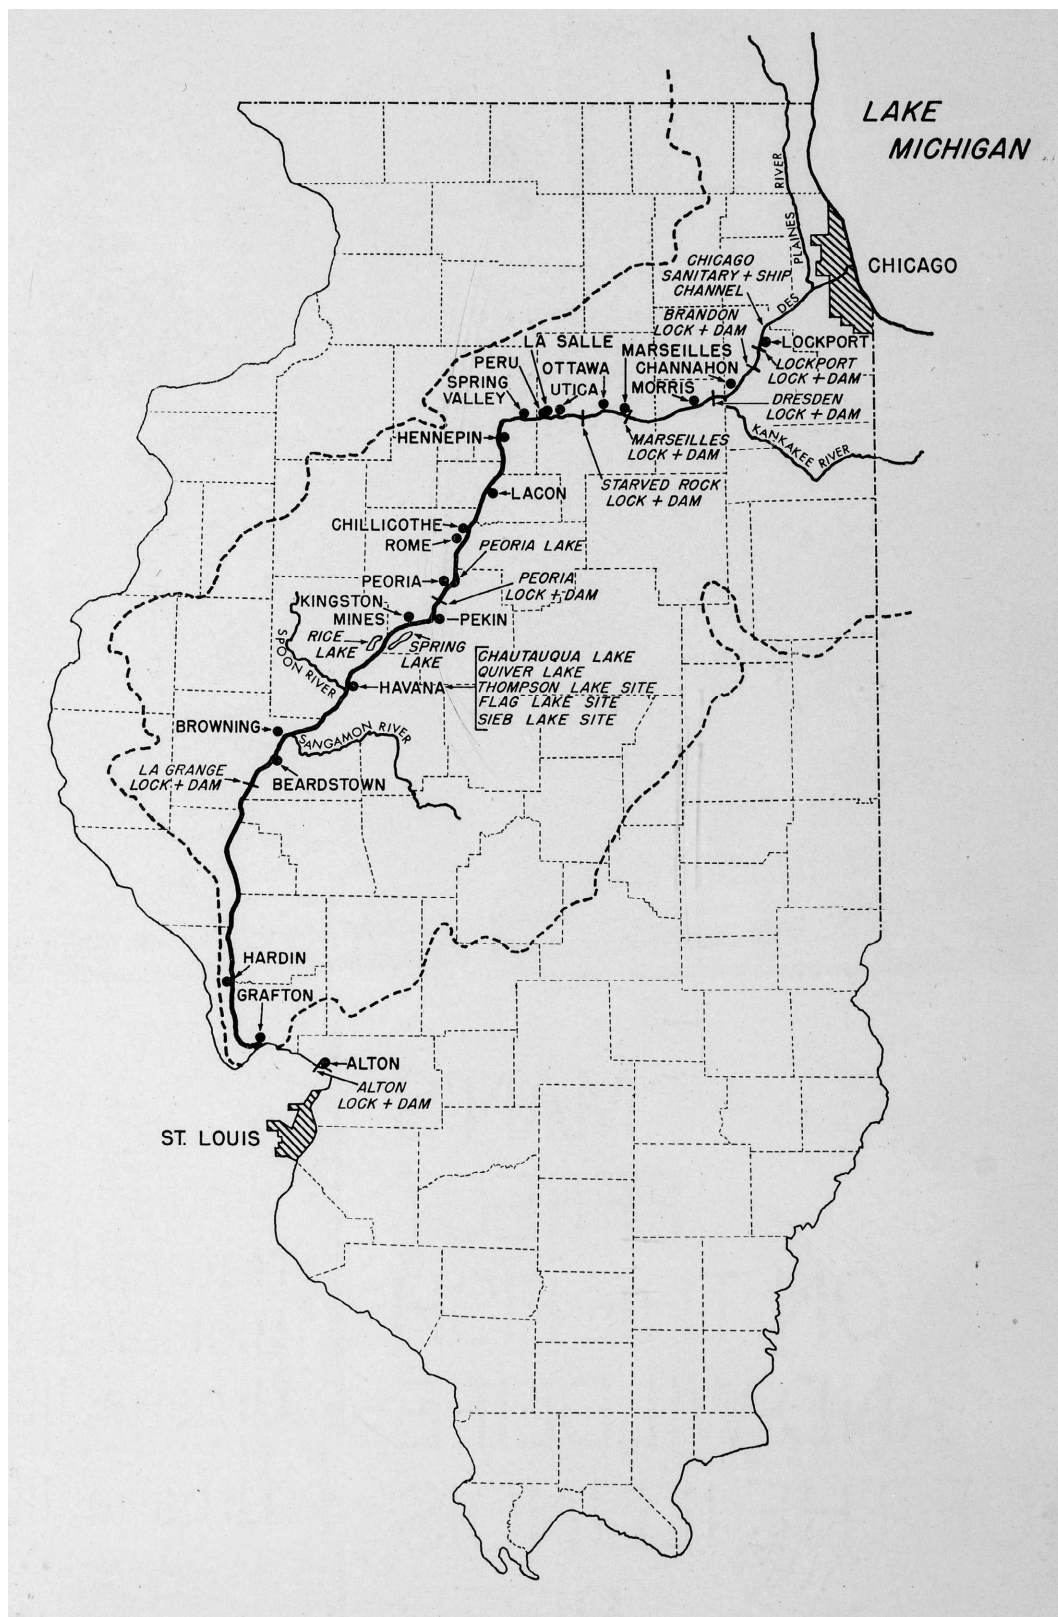 LAKE
MICHIGAN
RIVER
PLAINES
DES
CHICAGO
CHICAGO
SANITARY + SHIP
CHANNEL
BRANDON
LOCK + DAM
LOCKPORT
LOCKPORT
LOCK + DAM
LA SALLE
MARSEILLES
PERU
OTTAWA
CHANNAHON
SPRING
VALLEY
UTICA
MORRIS
DRESDEN
LOCK + DAM
HENNEPIN
MARSEILLES
LOCK + DAM
KANKAKEE RIVER
STARVED ROCK
LOCK + DAM
LACON
CHILLICOTHE
ROME
PEORIA LAKE
PEORIA
PEORIA
LOCK + DAM
KINGSTON
MINES
PEKIN
RICE
LAKE
SPRING
LAKE
SPOON RIVER
HAVANA
CHAUTAUQUA LAKE
QUIVER LAKE
THOMPSON LAKE SITE
FLAG LAKE SITE
SIEB LAKE SITE
BROWNING
SANGAMON RIVER
LA GRANGE
LOCK + DAM
BEARDSTOWN
HARDIN
GRAFTON
ALTON
ALTON
LOCK + DAM
ST. LOUIS